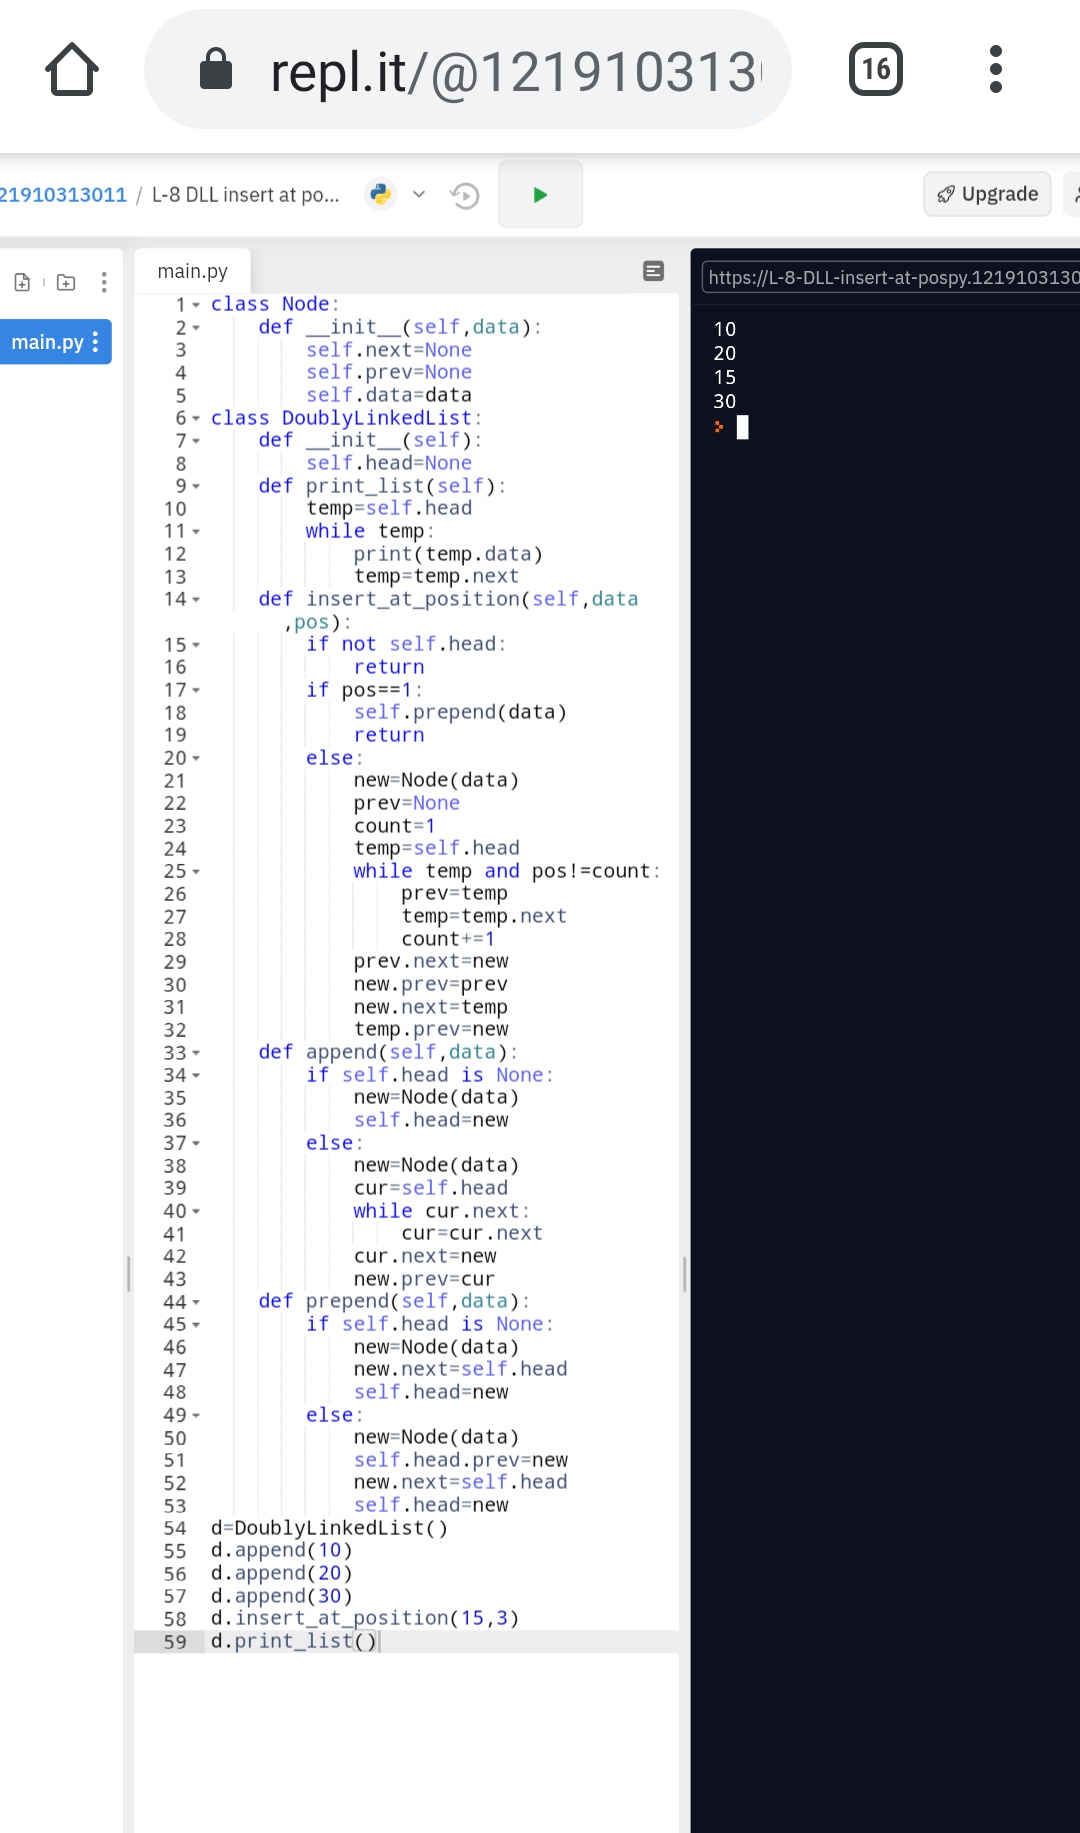 repl.it/@121910313
16
21910313011 / L-8 DLL insert at po...
Upgrade
main.py
main.py
https://L-8-DLL-insert-at-pospy.1219103130
1 class Node:
2     def __init__(self,data):
3         self.next=None
4         self.prev=None
5         self.data=data
6 class DoublyLinkedList:
7     def __init__(self):
8         self.head=None
9     def print_list(self):
10         temp=self.head
11         while temp:
12             print(temp.data)
13             temp=temp.next
14     def insert_at_position(self,data
,pos):
15         if not self.head:
16             return
17         if pos==1:
18             self.prepend(data)
19             return
20         else:
21             new=Node(data)
22             prev=None
23             count=1
24             temp=self.head
25             while temp and pos!=count:
26                 prev=temp
27                 temp=temp.next
28                 count+=1
29             prev.next=new
30             new.prev=prev
31             new.next=temp
32             temp.prev=new
33     def append(self,data):
34         if self.head is None:
35             new=Node(data)
36             self.head=new
37         else:
38             new=Node(data)
39             cur=self.head
40             while cur.next:
41                 cur=cur.next
42             cur.next=new
43             new.prev=cur
44     def prepend(self,data):
45         if self.head is None:
46             new=Node(data)
47             new.next=self.head
48             self.head=new
49         else:
50             new=Node(data)
51             self.head.prev=new
52             new.next=self.head
53             self.head=new
54 d=DoublyLinkedList()
55 d.append(10)
56 d.append(20)
57 d.append(30)
58 d.insert_at_position(15,3)
59 d.print_list()
10
20
15
30